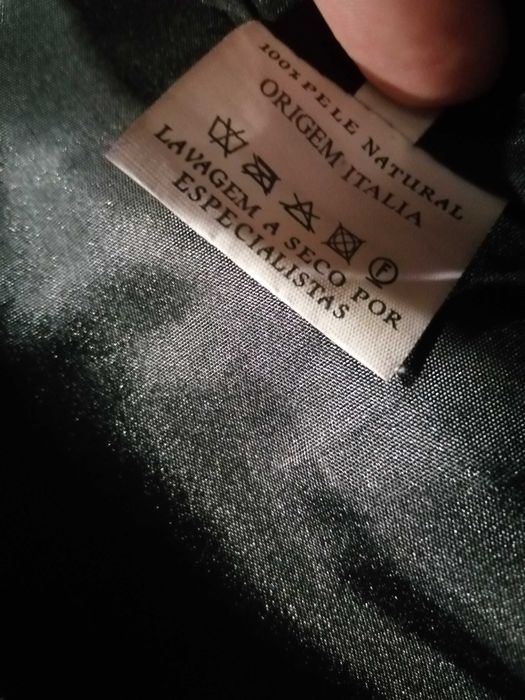 100% PELE NATURAL
ORIGEM ITALIA
F
LAVAGEM A SECO POR
ESPECIALISTAS